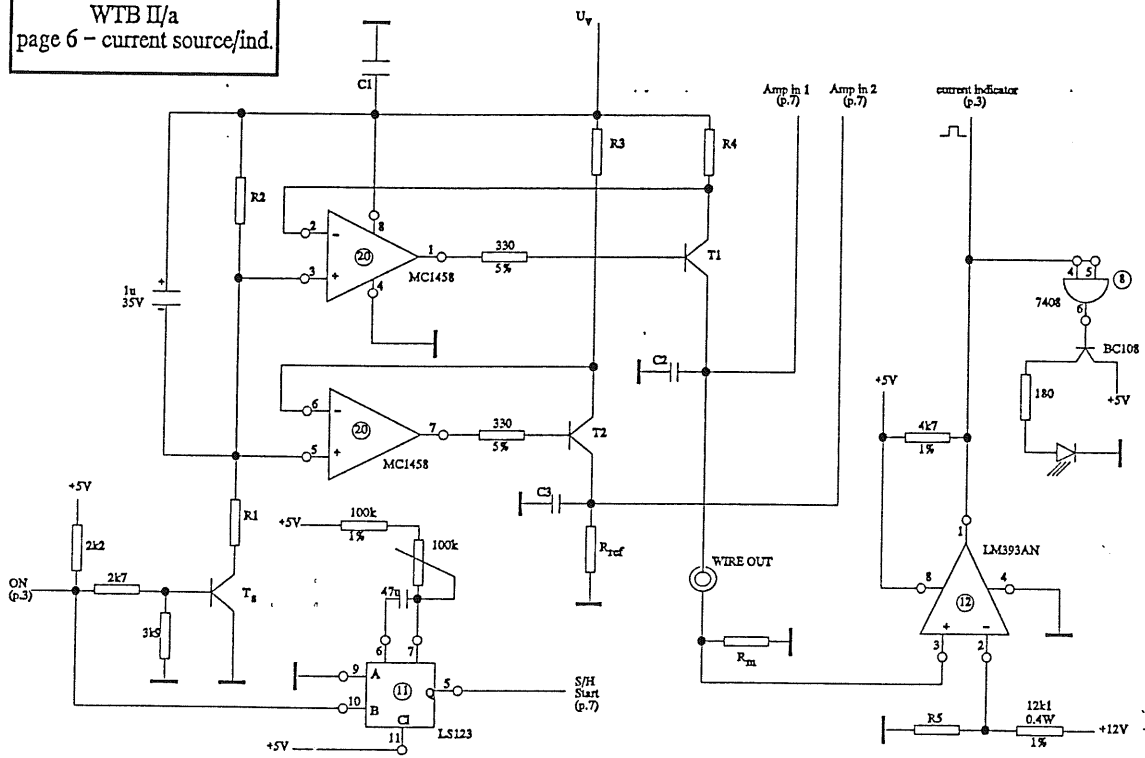 WTB II/a
page 6 – current source/ind.
U_v
C1
Amp in 1
(p.7)
Amp in 2
(p.7)
current indicator
(p.3)
R2
R3
R4
2
-
8
20
1
330
5%
T1
3
+
4
MC1458
1u
35V
+
-
4
5
8
7408
6
BC108
+5V
180
C2
6
-
20
7
330
5%
T2
5
+
MC1458
+5V
4k7
1%
C3
R_ref
+5V
2k2
R1
+5V
100k
1%
100k
ON
(p.3)
2k7
T_s
3k9
47u
6
7
WIRE OUT
R_m
1
LM393AN
8
4
12
+
-
3
2
9
A
11
Q
5
S/H
Start
(p.7)
10
B
Cl
11
LS123
+5V
R5
12k1
0.4W
1%
+12V